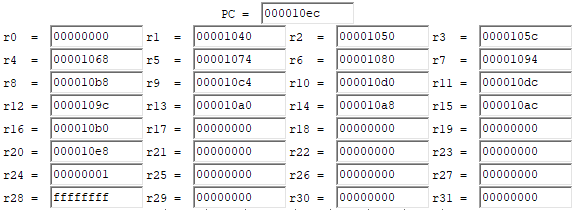 PC = 000010ec
r0 = 00000000 r1 = 00001040 r2 = 00001050 r3 = 0000105c
r4 = 00001068 r5 = 00001074 r6 = 00001080 r7 = 00001094
r8 = 000010b8 r9 = 000010c4 r10 = 000010d0 r11 = 000010dc
r12 = 0000109c r13 = 000010a0 r14 = 000010a8 r15 = 000010ac
r16 = 000010b0 r17 = 00000000 r18 = 00000000 r19 = 00000000
r20 = 000010e8 r21 = 00000000 r22 = 00000000 r23 = 00000000
r24 = 00000001 r25 = 00000000 r26 = 00000000 r27 = 00000000
r28 = ffffffff r29 = 00000000 r30 = 00000000 r31 = 00000000